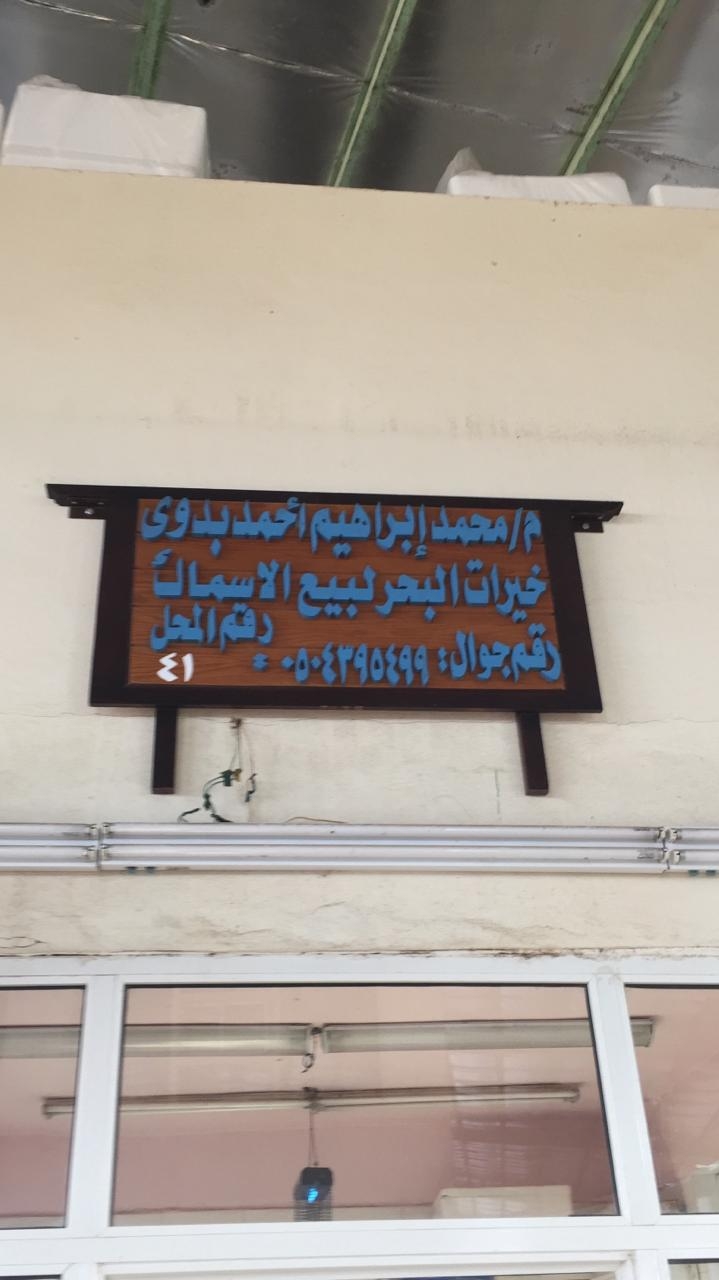 م/محمد إبراهيم أحمد بدوى
خيرات البحر لبيع الاسماك
رقم المحل
رقم جوال: ٠٥٠٤٣٩٥٤٩٩ :
٤١